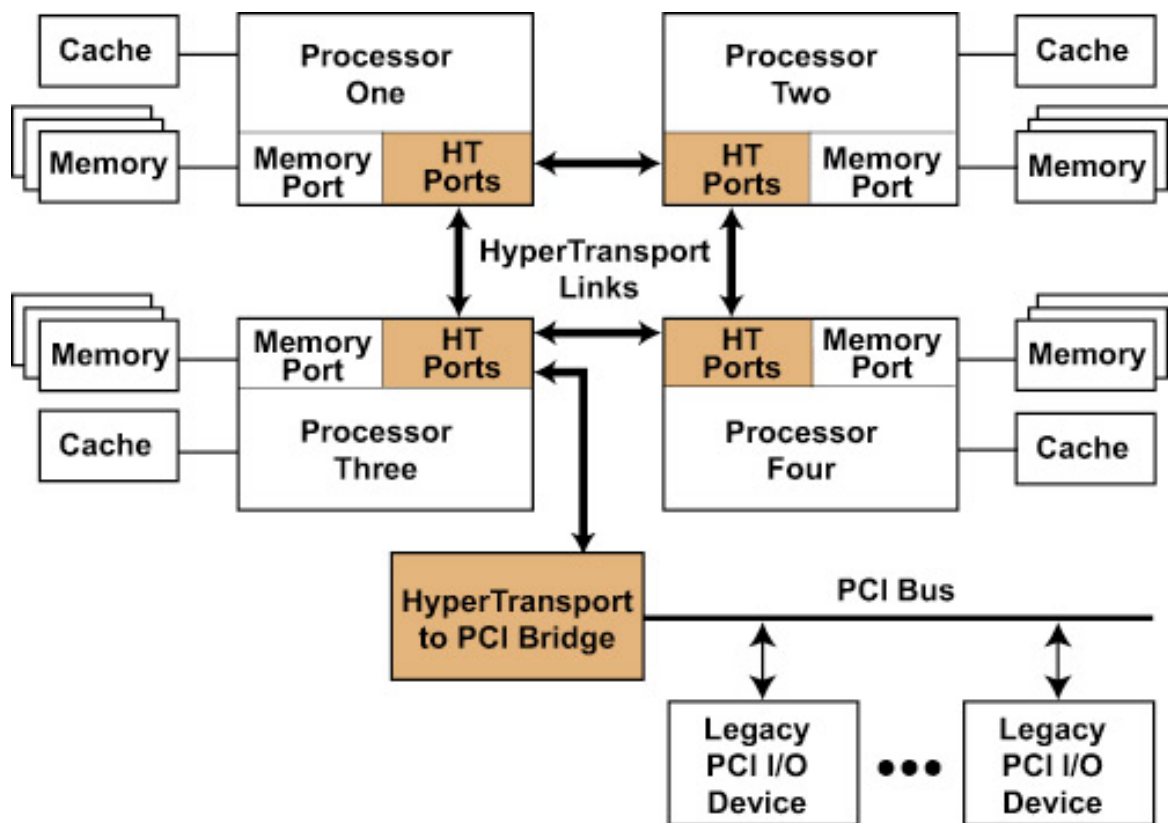 Cache
Processor
One
Processor
Two
Cache
Memory
Memory
Port
HT
Ports
HT
Ports
Memory
Port
Memory
HyperTransport
Links
Memory
Memory
Port
HT
Ports
HT
Ports
Memory
Port
Memory
Cache
Processor
Three
Processor
Four
Cache
HyperTransport
to PCI Bridge
PCI Bus
Legacy
PCI I/O
Device
Legacy
PCI I/O
Device